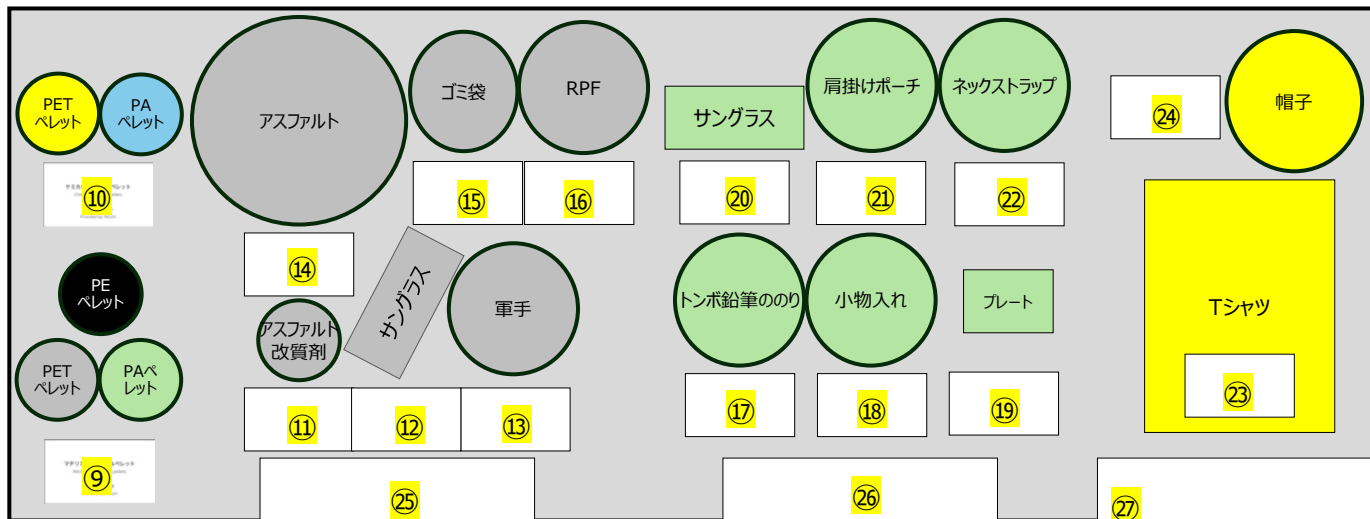 PET
ペレット
PA
ペレット
アスファルト
ゴミ袋
RPF
サングラス
肩掛けポーチ
ネックストラップ
㉔
帽子
⑩
⑮
⑯
⑳
㉑
㉒
⑭
PE
ペレット
サングラス
軍手
トンボ鉛筆ののり
小物入れ
プレート
Tシャツ
アスファルト
改質剤
PET
ペレット
PAペ
レット
⑪
⑫
⑬
⑰
⑱
⑲
㉓
⑨
㉕
㉖
㉗